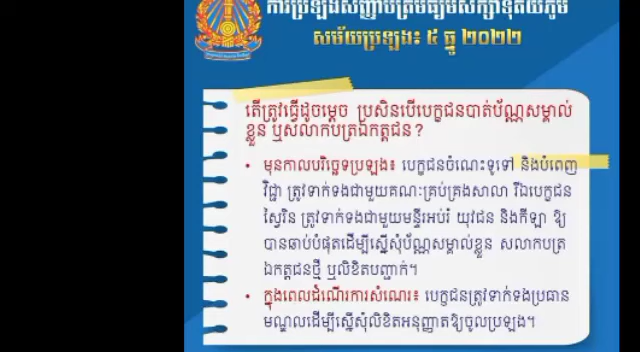 ការប្រឡងសញ្ញាបត្រមធ្យមសិក្សាទុតិយភូមិ
សម័យប្រឡង៖ ៥ ធ្នូ ២០២២
តើត្រូវធ្វើដូចម្តេច ប្រសិនបើបេក្ខជនបាត់ប័ណ្ណសម្គាល់
ខ្លួន ឬសលាកបត្រឯកត្តជន?
• មុនកាលបរិច្ឆេទប្រឡង៖ បេក្ខជនចំណេះទូទៅ និងបំពេញ
វិជ្ជា ត្រូវទាក់ទងជាមួយគណៈគ្រប់គ្រងសាលា រីឯបេក្ខជន
ស្វៃរិន ត្រូវទាក់ទងជាមួយមន្ទីរអប់រំ យុវជន និងកីឡា ឱ្យ
បានឆាប់បំផុតដើម្បីស្នើសុំប័ណ្ណសម្គាល់ខ្លួន សលាកបត្រ
ឯកត្តជនថ្មី ឬលិខិតបញ្ជាក់។
• ក្នុងពេលដំណើរការសំណេរ៖ បេក្ខជនត្រូវទាក់ទងប្រធាន
មណ្ឌលដើម្បីស្នើសុំលិខិតអនុញ្ញាតឱ្យចូលប្រឡង។